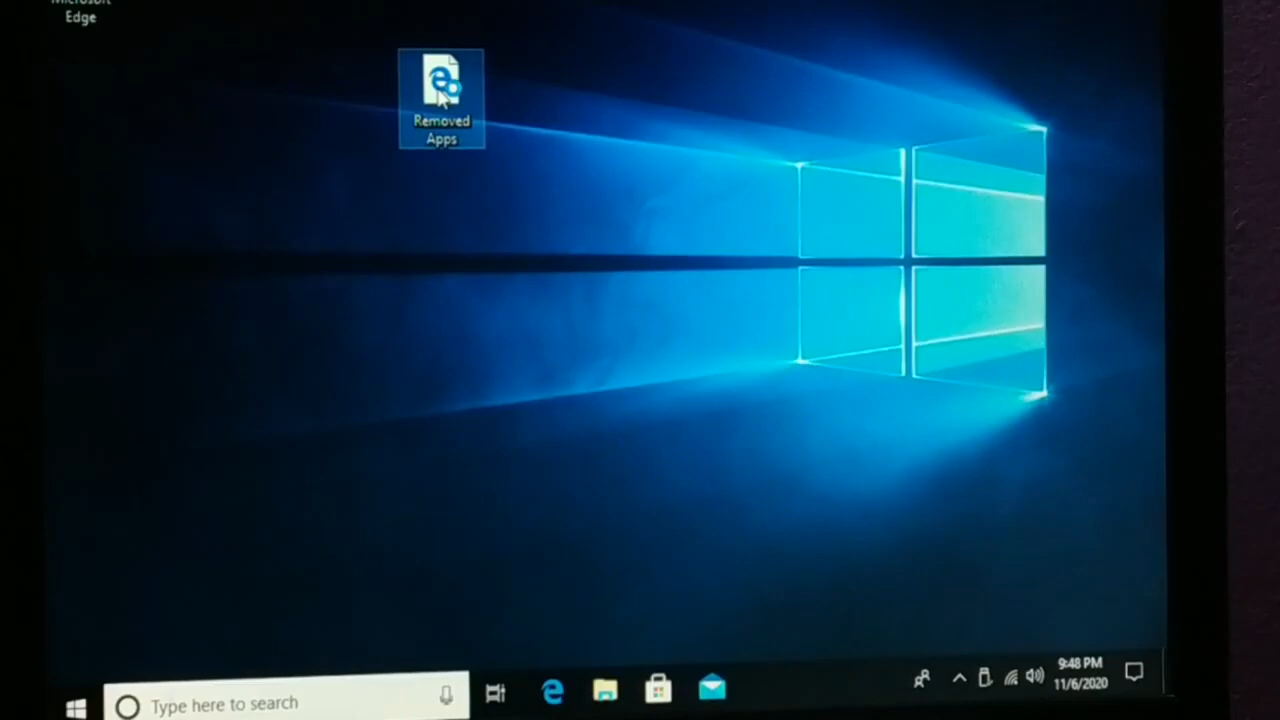 Microsoft
Edge
Removed
Apps
Type here to search
9:48 PM
11/6/2020